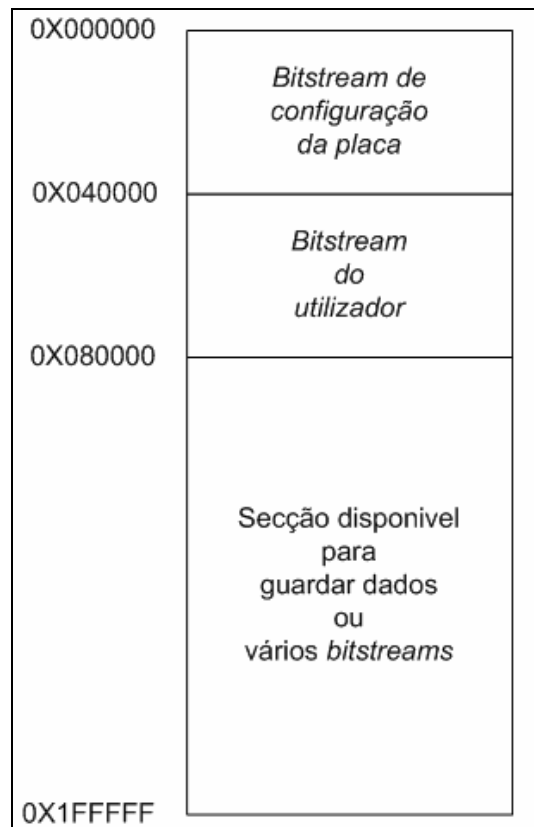 0X000000
Bitstream de
configuração
da placa
0X040000
Bitstream
do
utilizador
0X080000
Secção disponivel
para
guardar dados
ou
vários bitstreams
0X1FFFFF